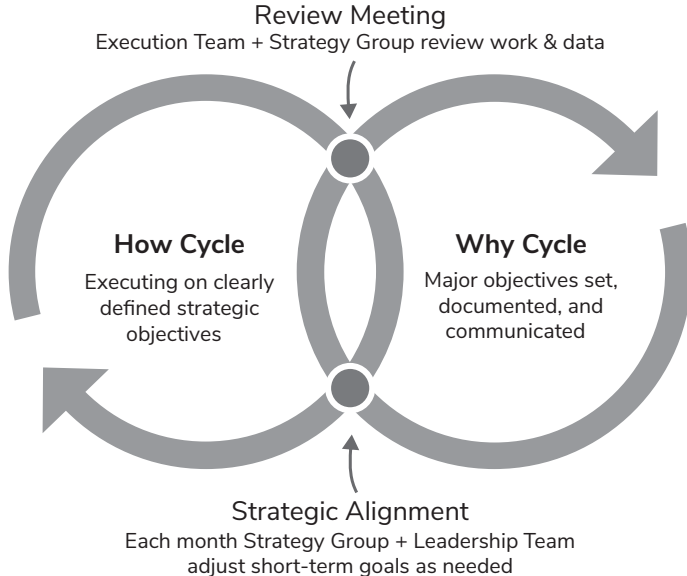 Review Meeting
Execution Team + Strategy Group review work & data
How Cycle
Executing on clearly
defined strategic
objectives
Why Cycle
Major objectives set,
documented, and
communicated
Strategic Alignment
Each month Strategy Group + Leadership Team
adjust short-term goals as needed